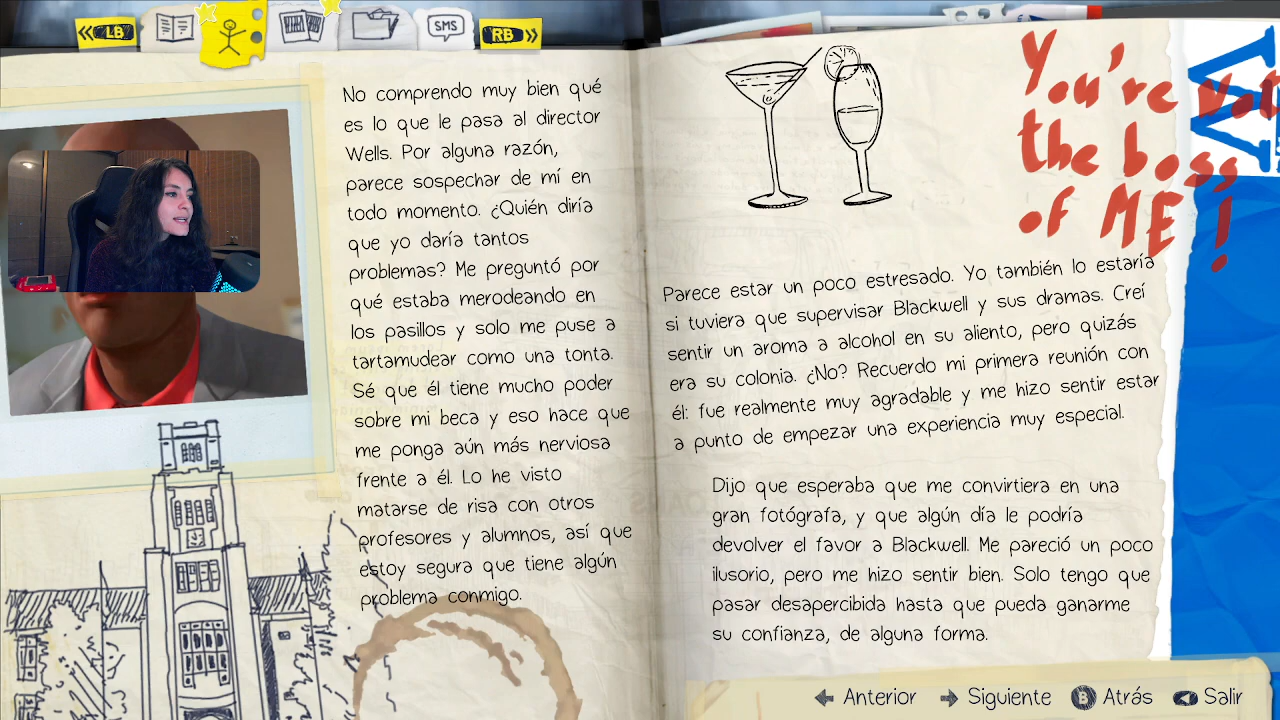 LB
SMS
RB
No comprendo muy bien qué
es lo que le pasa al director
Wells. Por alguna razón,
parece sospechar de mí en
todo momento. ¿Quién diría
que yo daría tantos
problemas? Me preguntó por
qué estaba merodeando en
los pasillos y solo me puse a
tartamudear como una tonta.
Sé que él tiene mucho poder
sobre mi beca y eso hace que
me ponga aún más nerviosa
frente a él. Lo he visto
matarse de risa con otros
profesores y alumnos, así que
estoy segura que tiene algún
problema conmigo.
You're not
the boss
of ME!
W
Parece estar un poco estresado. Yo también lo estaría
si tuviera que supervisar Blackwell y sus dramas. Creí
sentir un aroma a alcohol en su aliento, pero quizás
era su colonia. ¿No? Recuerdo mi primera reunión con
él: fue realmente muy agradable y me hizo sentir estar
a punto de empezar una experiencia muy especial.
Dijo que esperaba que me convirtiera en una
gran fotógrafa, y que algún día le podría
devolver el favor a Blackwell. Me pareció un poco
ilusorio, pero me hizo sentir bien. Solo tengo que
pasar desapercibida hasta que pueda ganarme
su confianza, de alguna forma.
Anterior Siguiente B Atrás Salir